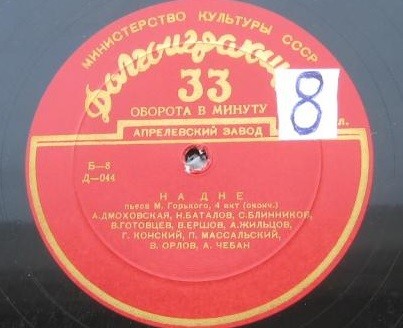 МИНИСТЕРСТВО КУЛЬТУРЫ СССР
Долгоиграющая
33
ОБОРОТА В МИНУТУ
8
АПРЕЛЕВСКИЙ ЗАВОД
Л.
Б—8
Д—044
НА ДНЕ
пьеса М. Горького, 4 акт (оконч.)
А.ДМОХОВСКАЯ, Н.БАТАЛОВ, С.БЛИННИКОВ,
В.ГОТОВЦЕВ, В.ЕРШОВ, А.ЖИЛЬЦОВ,
Г. КОНСКИЙ, П. МАССАЛЬСКИЙ,
В. ОРЛОВ, А. ЧЕБАН